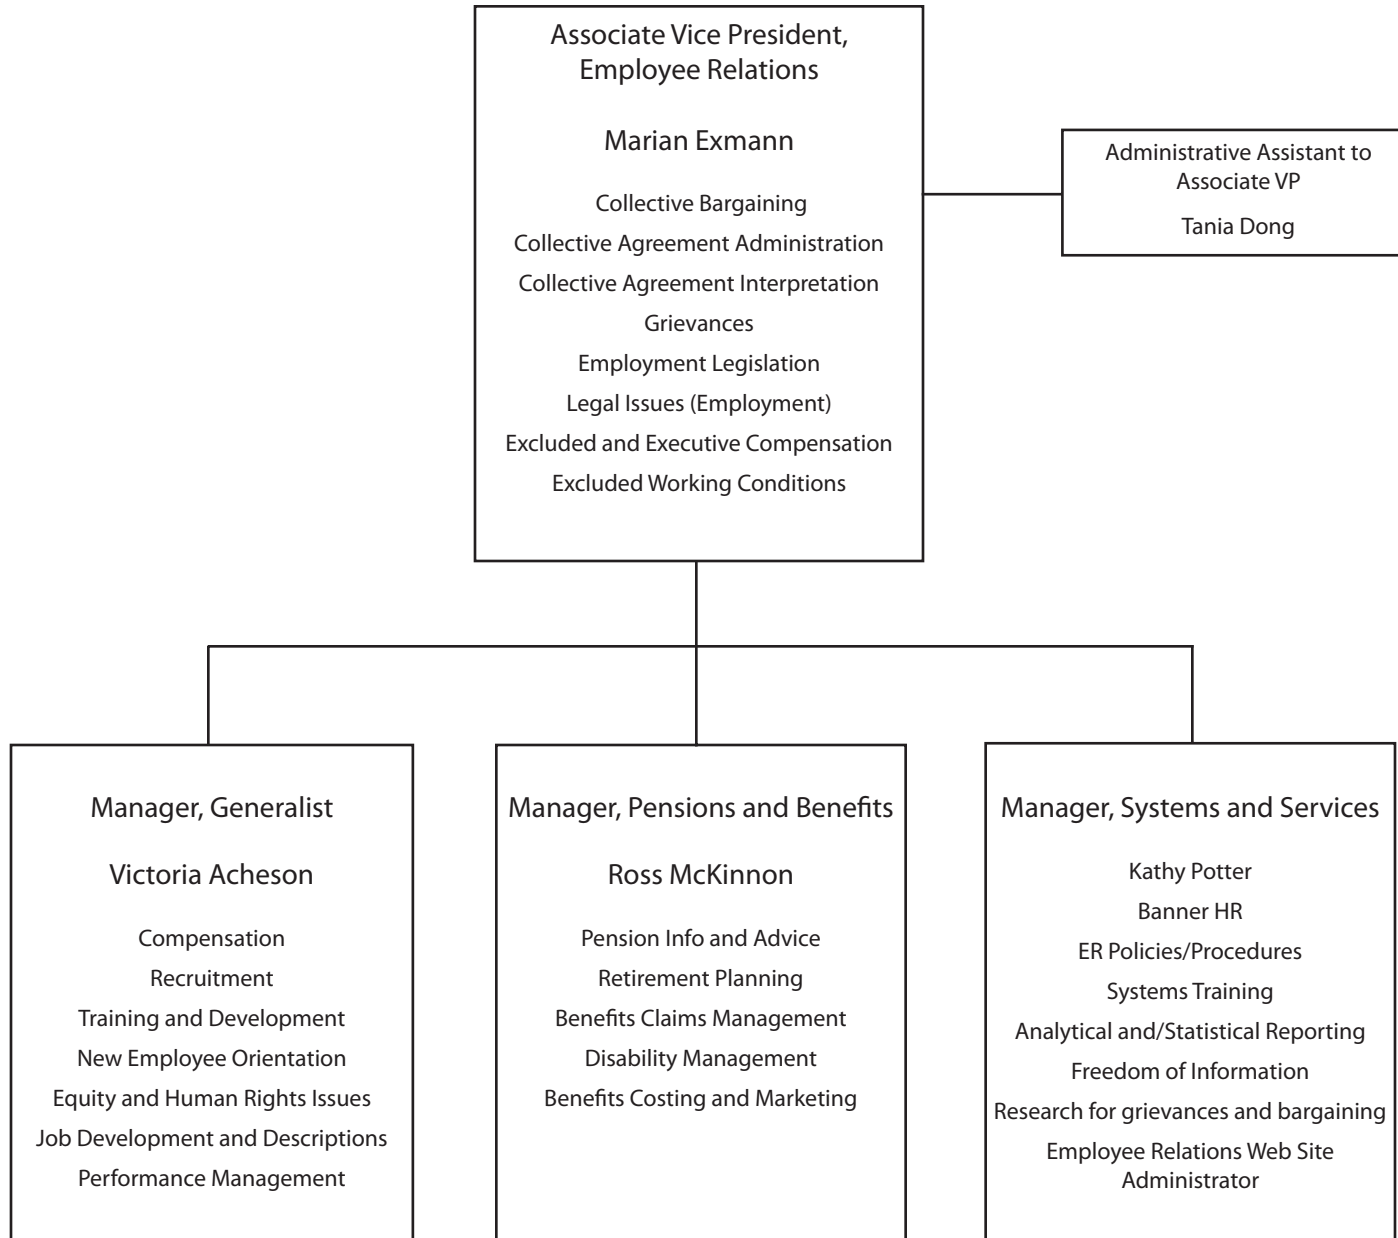 Associate Vice President,
Employee Relations
Marian Exmann
Collective Bargaining
Collective Agreement Administration
Collective Agreement Interpretation
Grievances
Employment Legislation
Legal Issues (Employment)
Excluded and Executive Compensation
Excluded Working Conditions
Administrative Assistant to
Associate VP
Tania Dong
Manager, Generalist
Victoria Acheson
Compensation
Recruitment
Training and Development
New Employee Orientation
Equity and Human Rights Issues
Job Development and Descriptions
Performance Management
Manager, Pensions and Benefits
Ross McKinnon
Pension Info and Advice
Retirement Planning
Benefits Claims Management
Disability Management
Benefits Costing and Marketing
Manager, Systems and Services
Kathy Potter
Banner HR
ER Policies/Procedures
Systems Training
Analytical and/Statistical Reporting
Freedom of Information
Research for grievances and bargaining
Employee Relations Web Site
Administrator